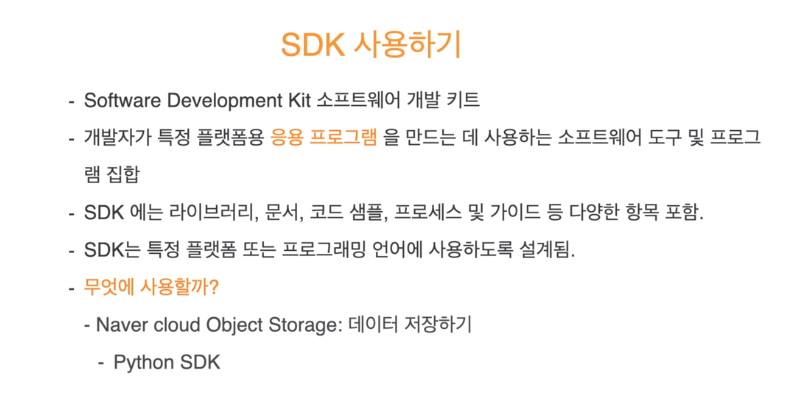 SDK 사용하기
- Software Development Kit 소프트웨어 개발 키트
- 개발자가 특정 플랫폼용 응용 프로그램 을 만드는 데 사용하는 소프트웨어 도구 및 프로그
램 집합
- SDK 에는 라이브러리, 문서, 코드 샘플, 프로세스 및 가이드 등 다양한 항목 포함.
- SDK는 특정 플랫폼 또는 프로그래밍 언어에 사용하도록 설계됨.
- 무엇에 사용할까?
- Naver cloud Object Storage: 데이터 저장하기
- Python SDK